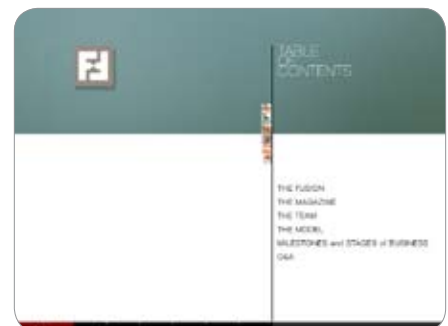 TABLE
OF
CONTENTS
THE FUSION
THE MAGAZINE
THE TEAM
THE MODEL
MILESTONES and STAGES of BUSINESS
Q&A